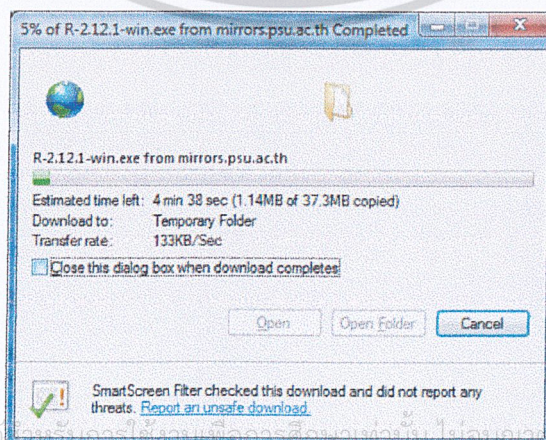 5% of R-2.12.1-win.exe from mirrors.psu.ac.th Completed
R-2.12.1-win.exe from mirrors.psu.ac.th
Estimated time left: 4 min 38 sec (1.14MB of 37.3MB copied)
Download to: Temporary Folder
Transfer rate: 133KB/Sec
Close this dialog box when download completes
Open Open Folder Cancel
SmartScreen Filter checked this download and did not report any
threats. Report an unsafe download.